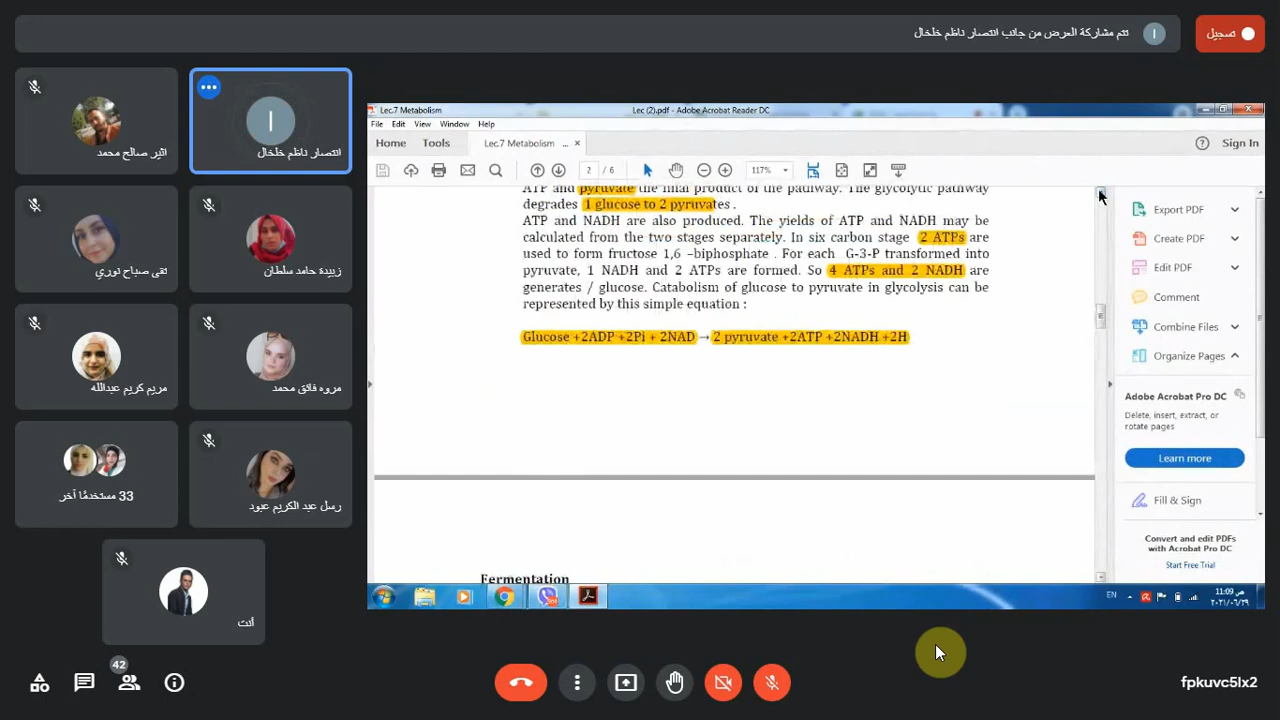 تتم مشاركة العرض من جانب انتصار ناظم خلخال
I
تسجيل
اثير صالح محمد
I
انتصار ناظم خلخال
تقى صباح نوري
زبيدة حامد سلطان
مريم كريم عبدالله
مروه فائق محمد
33 مستخدمًا آخر
رسل عبد الكريم عبود
أنت
42
Lec.7 Metabolism
Lec (2).pdf - Adobe Acrobat Reader DC
File Edit View Window Help
Home Tools Lec.7 Metabolism ... × Sign In
2 / 6 117%
ATP and pyruvate the final product of the pathway. The glycolytic pathway
degrades 1 glucose to 2 pyruvates .
ATP and NADH are also produced. The yields of ATP and NADH may be
calculated from the two stages separately. In six carbon stage 2 ATPs are
used to form fructose 1,6 –biphosphate . For each G-3-P transformed into
pyruvate, 1 NADH and 2 ATPs are formed. So 4 ATPs and 2 NADH are
generates / glucose. Catabolism of glucose to pyruvate in glycolysis can be
represented by this simple equation :
Glucose +2ADP +2Pi + 2NAD → 2 pyruvate +2ATP +2NADH +2H
Fermentation
Export PDF
Create PDF
Edit PDF
Comment
Combine Files
Organize Pages
Adobe Acrobat Pro DC
Delete, insert, extract, or
rotate pages
Learn more
Fill & Sign
Convert and edit PDFs
with Acrobat Pro DC
Start Free Trial
EN
11:09 ص
٢٠٢١/٠٦/٢٩
fpkuvc5lx2